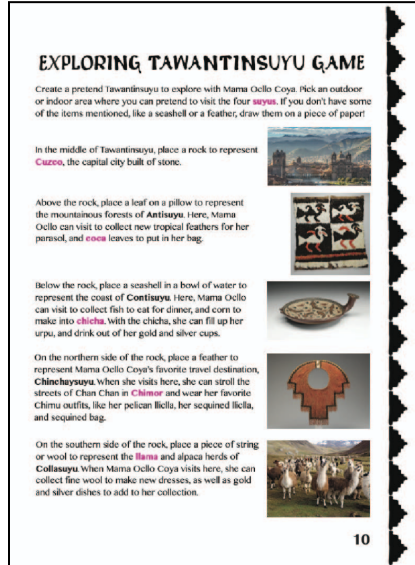 EXPLORING TAWANTINSUYU GAME
Create a pretend Tawantinsuyu to explore with Mama Ocllo Coya. Pick an outdoor
or indoor area where you can pretend to visit the four suyus. If you don't have some
of the items mentioned, like a seashell or a feather, draw them on a piece of paper!
In the middle of Tawantinsuyu, place a rock to represent
Cuzco, the capital city built of stone.
Above the rock, place a leaf on a pillow to represent
the mountainous forests of Antisuyu. Here, Mama
Ocllo can visit to collect new tropical feathers for her
parasol, and coca leaves to put in her bag.
Below the rock, place a seashell in a bowl of water to
represent the coast of Contisuyu. Here, Mama Ocllo
can visit to collect fish to eat for dinner, and corn to
make into chicha. With the chicha, she can fill up her
urpu, and drink out of her gold and silver cups.
On the northern side of the rock, place a feather to
represent Mama Ocllo Coya's favorite travel destination,
Chinchaysuyu. When she visits here, she can stroll the
streets of Chan Chan in Chimor and wear her favorite
Chimu outfits, like her pelican lliclla, her sequined lliclla,
and sequined bag.
On the southern side of the rock, place a piece of string
or wool to represent the llama and alpaca herds of
Collasuyu. When Mama Ocllo Coya visits here, she can
collect fine wool to make new dresses, as well as gold
and silver dishes to add to her collection.
10